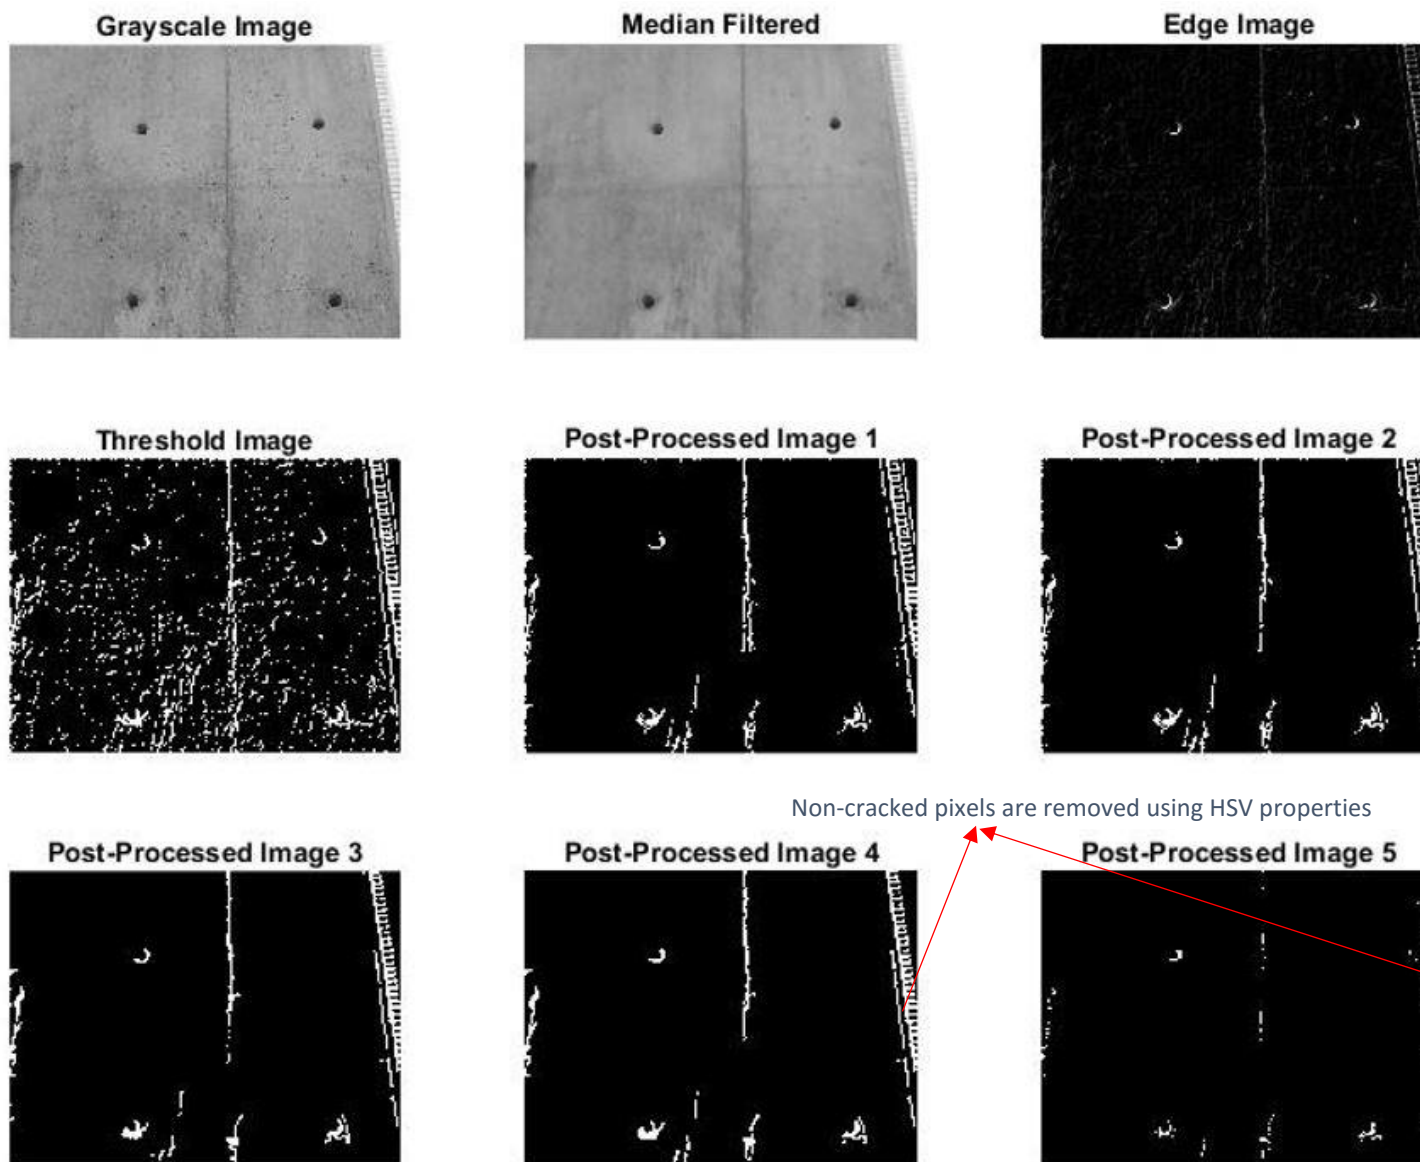 Grayscale Image
Median Filtered
Edge Image
Threshold Image
Post-Processed Image 1
Post-Processed Image 2
Non-cracked pixels are removed using HSV properties
Post-Processed Image 3
Post-Processed Image 4
Post-Processed Image 5